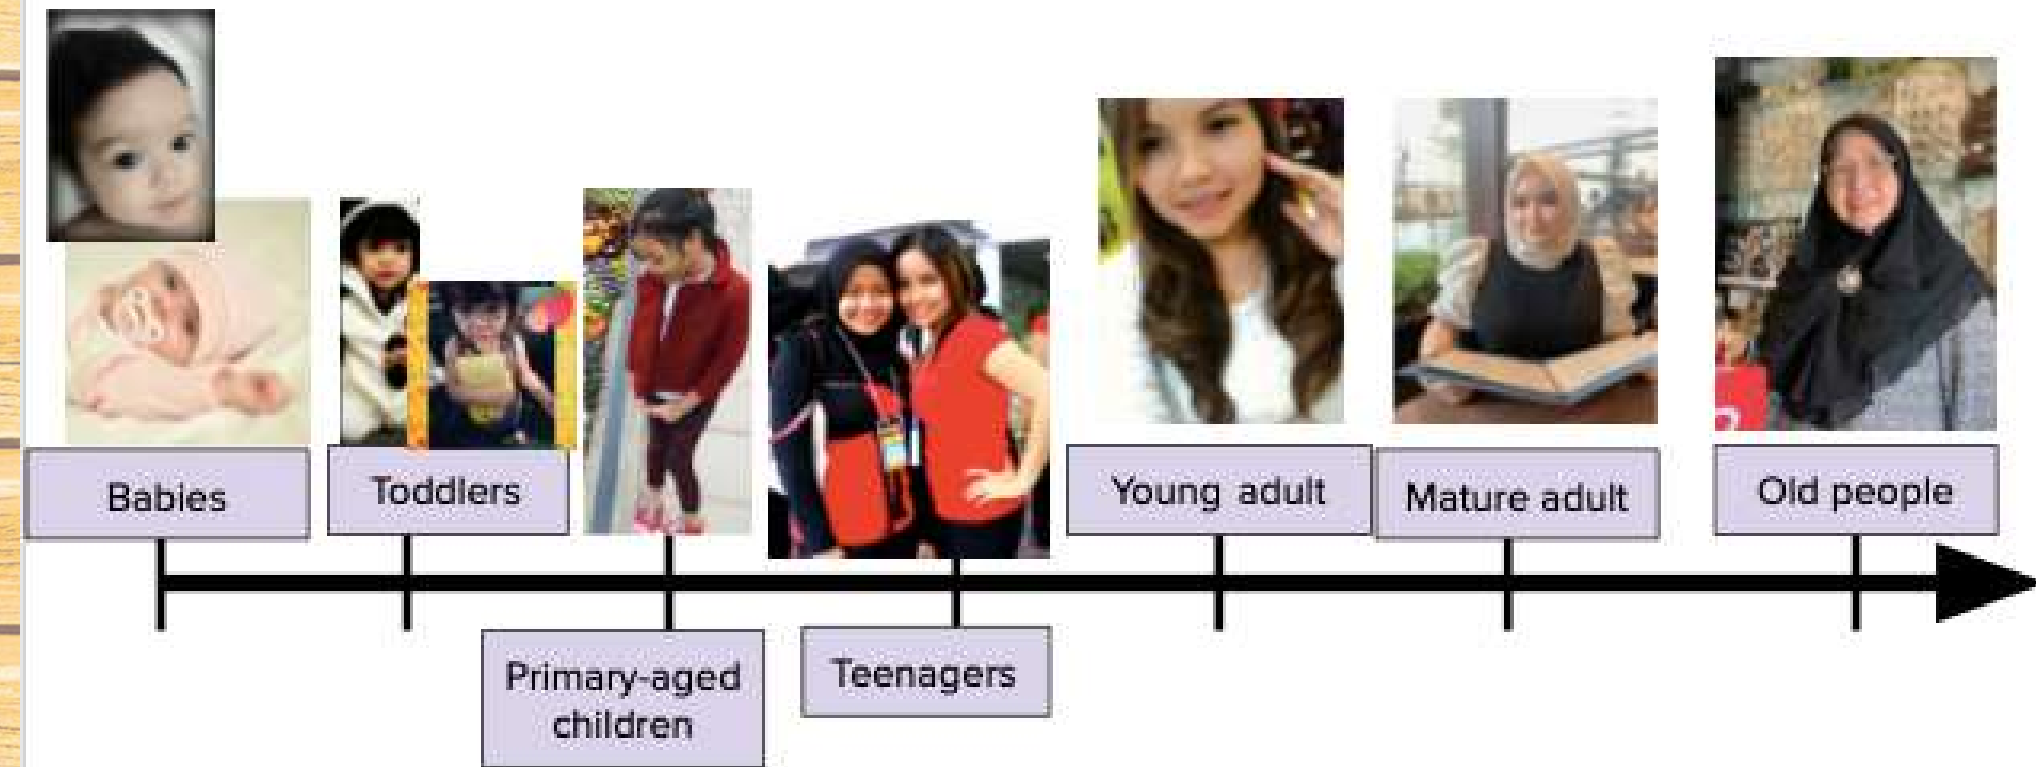 Babies
Toddlers
Primary-aged
children
Teenagers
Young adult
Mature adult
Old people